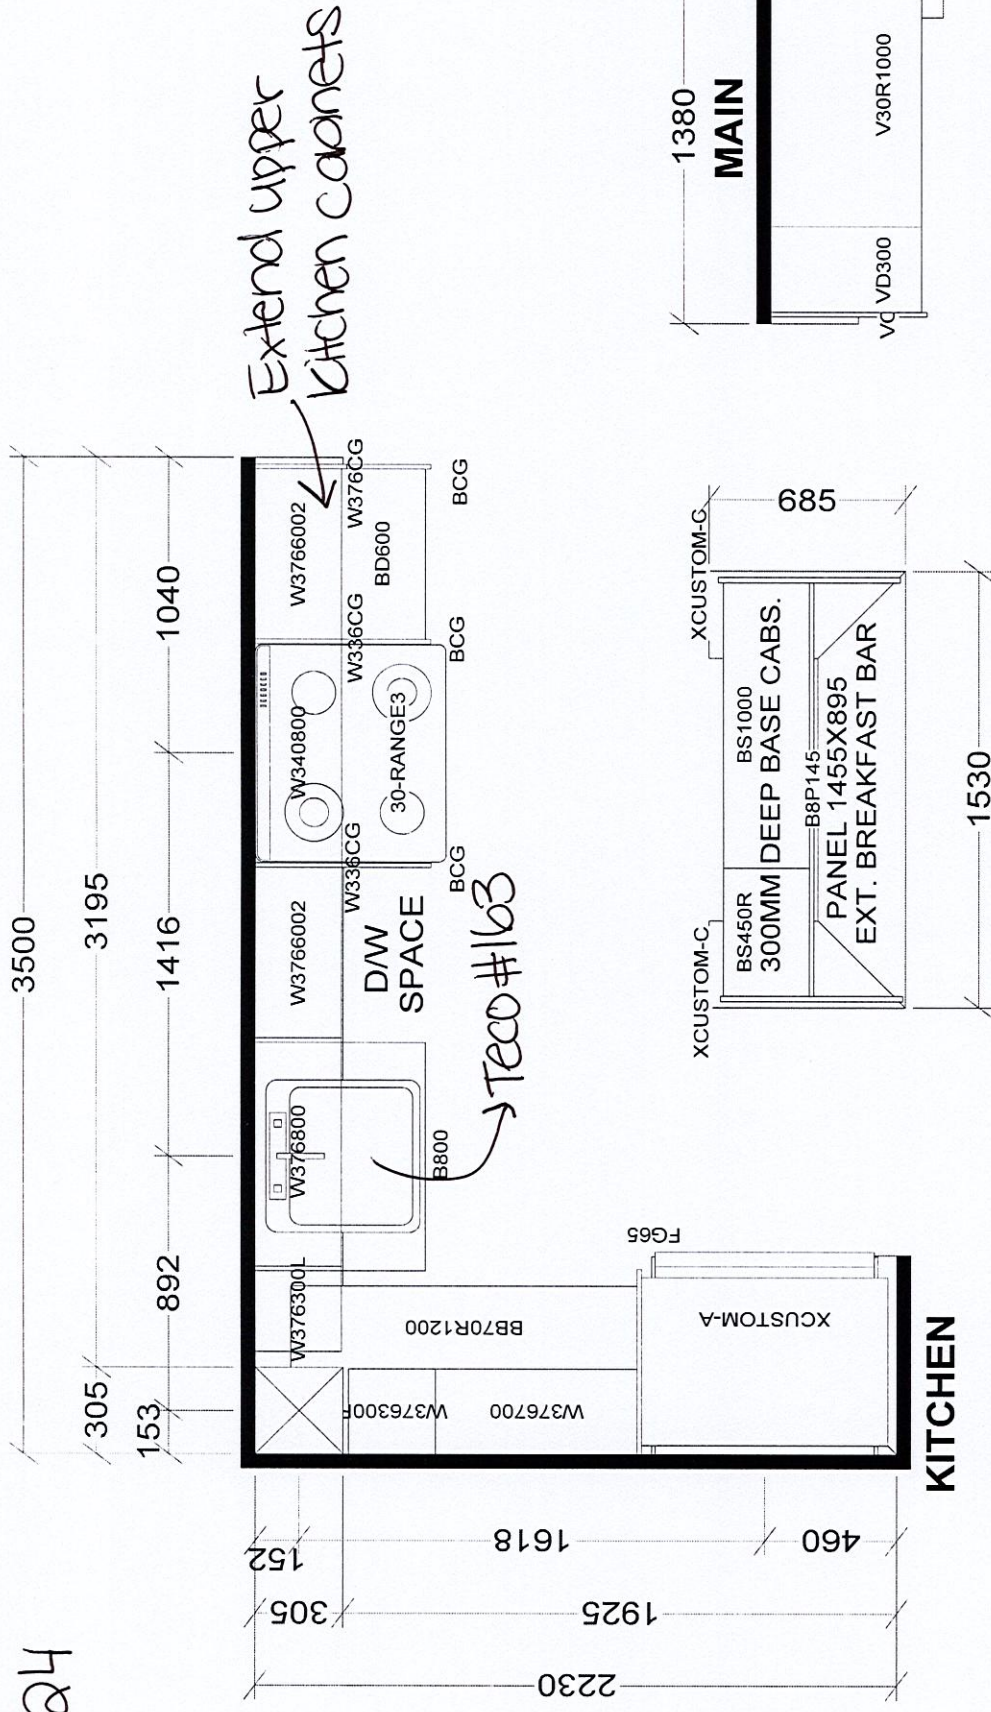 24
3500
3195
305
1040
1416
892
153
Extend upper
Kitchen cabinets
W3766002
W376CG
BD600
BCG
W336CG
BCG
W340800
30-RANGE3
W336CG
BCG
W3766002
D/W
SPACE
W376800
B800
Teco #163
W376300L
BB70R1200
W376300R
W376700
FG65
XCUSTOM-A
KITCHEN
152
1618
460
305
1925
2230
XCUSTOM-C
XCUSTOM-C
685
BS450R
BS1000
300MM DEEP BASE CABS.
B8P145
PANEL 1455X895
EXT. BREAKFAST BAR
1530
1380
MAIN
V30R1000
VD300
VC